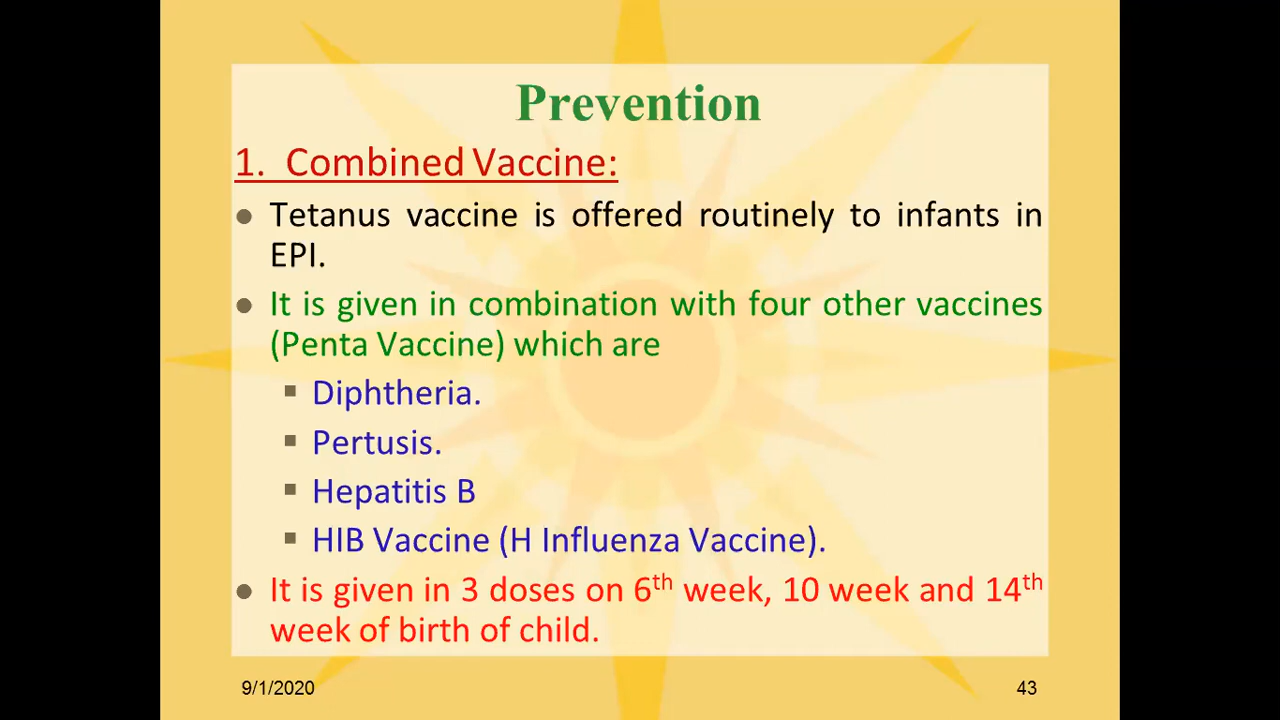 Prevention
1. Combined Vaccine:
● Tetanus vaccine is offered routinely to infants in
EPI.
● It is given in combination with four other vaccines
(Penta Vaccine) which are
▪ Diphtheria.
▪ Pertusis.
▪ Hepatitis B
▪ HIB Vaccine (H Influenza Vaccine).
● It is given in 3 doses on 6th week, 10 week and 14th
week of birth of child.
9/1/2020
43